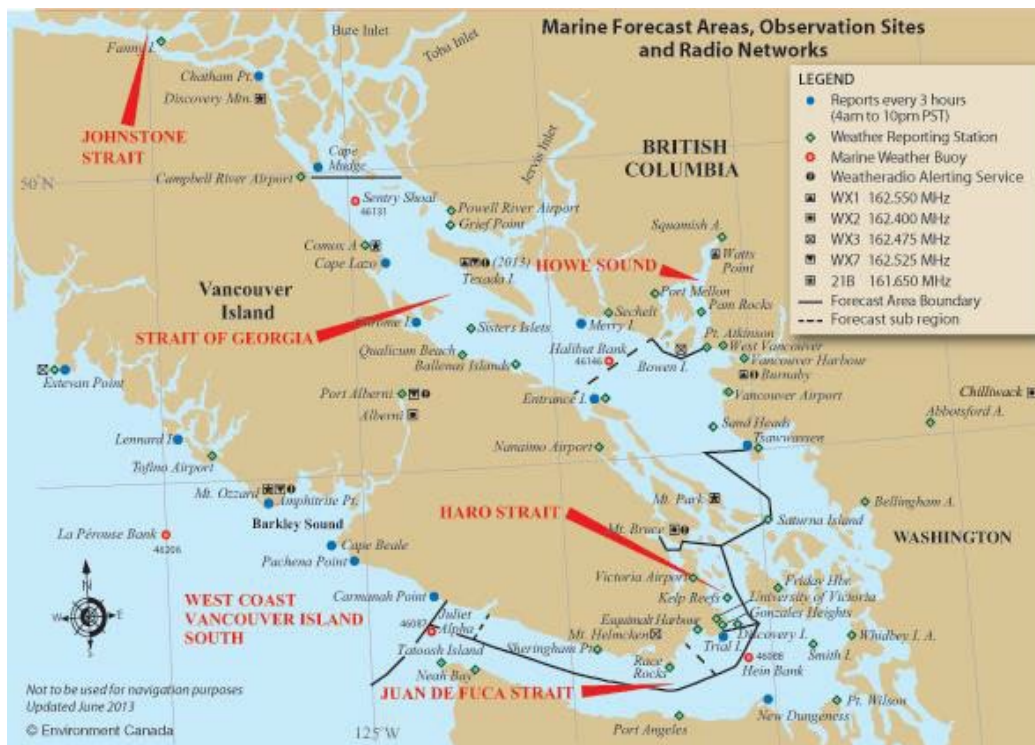 Marine Forecast Areas, Observation Sites
and Radio Networks
LEGEND
Reports every 3 hours
(4am to 10pm PST)
Weather Reporting Station
Marine Weather Buoy
Weatheradio Alerting Service
WX1 162.550 MHz
WX2 162.400 MHz
WX3 162.475 MHz
WX7 162.525 MHz
21B 161.650 MHz
Forecast Area Boundary
Forecast sub region
Fanny I.
Bute Inlet
Toba Inlet
Chatham Pt.
Discovery Mtn.
JOHNSTONE
STRAIT
Cape
Mudge
Jervis Inlet
BRITISH
COLUMBIA
50°N
Campbell River Airport
Sentry Shoal
46131
Powell River Airport
Grief Point
Squamish A.
Comox A
Cape Lazo
(2013)
Texada I.
HOWE SOUND
Watts
Point
Vancouver
Island
Port Mellon
Pam Rocks
STRAIT OF GEORGIA
Chrome I.
Sisters Islets
Sechelt
Merry I.
Pt. Atkinson
West Vancouver
Qualicum Beach
Ballenas Islands
Halibut Bank
46146
Bowen I.
Vancouver Harbour
Burnaby
Estevan Point
Port Alberni
Alberni
Entrance I.
Vancouver Airport
Chilliwack
Abbotsford A.
Sand Heads
Tsawwassen
Lennard I.
Tofino Airport
Nanaimo Airport
Mt. Ozzard
Amphitrite Pt.
Barkley Sound
Mt. Park
Bellingham A.
HARO STRAIT
Mt. Bruce
Saturna Island
WASHINGTON
La Pérouse Bank
46206
Cape Beale
Pachena Point
N
W
E
S
Victoria Airport
Kelp Reefs
Friday Hbr.
University of Victoria
Gonzales Heights
WEST COAST
VANCOUVER ISLAND
SOUTH
Carmanah Point
46087
Juliet
Alpha
Tatoosh Island
Neah Bay
Esquimalt Harbour
Mt. Helmcken
Sheringham Pt.
Discovery I.
Trial I.
Race
Rocks
46088
Hein Bank
Smith I.
Whidbey I. A.
JUAN DE FUCA STRAIT
Port Angeles
New Dungeness
Pt. Wilson
Not to be used for navigation purposes
Updated June 2013
© Environment Canada
125°W